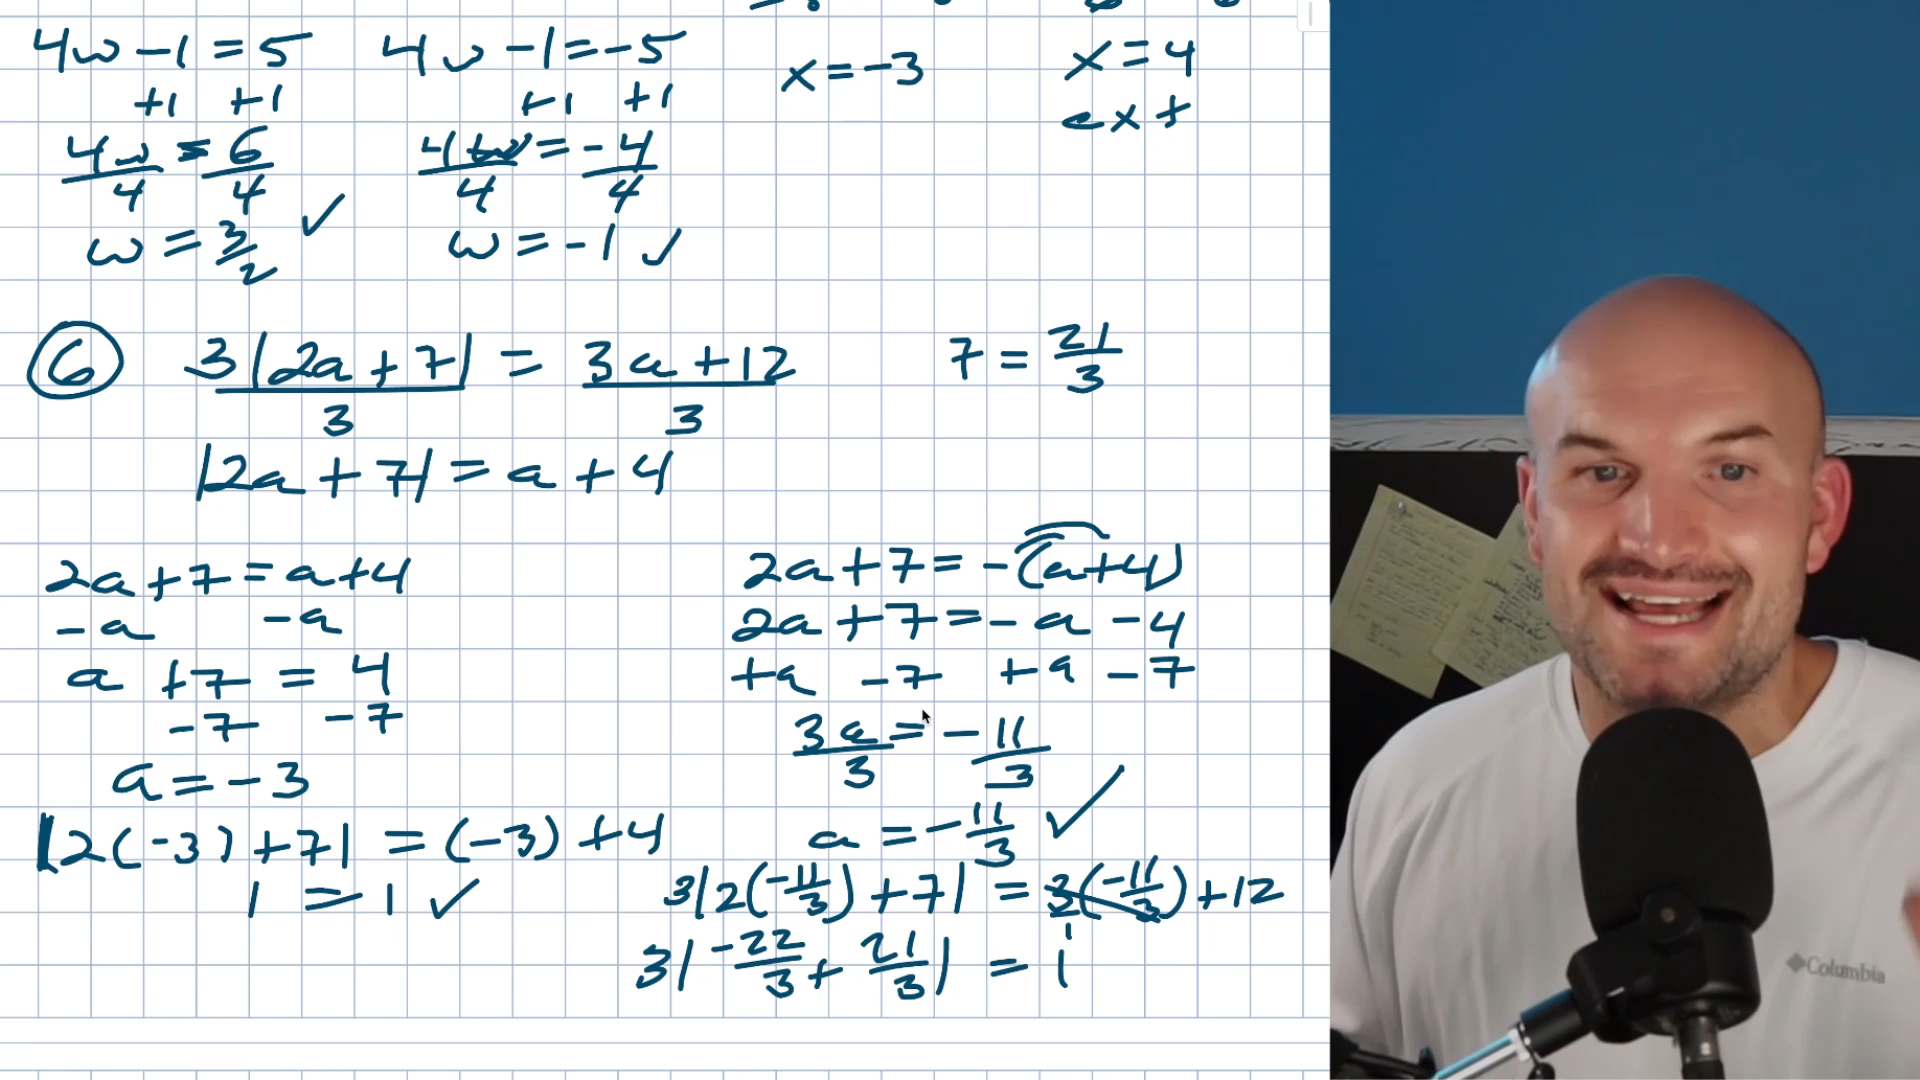 4w - 1 = 5
+1 +1
4w = 6
4 4
w = 3/2 ✓
4w - 1 = -5
+1 +1
4w = -4
4 4
w = -1 ✓
x = -3
x = 4
ext
6 3|2a + 7| = 3a + 12
3 3
|2a + 7| = a + 4
7 = 21/3
2a + 7 = a + 4
-a -a
a + 7 = 4
-7 -7
a = -3
|2(-3) + 7| = (-3) + 4
1 = 1 ✓
2a + 7 = -(a + 4)
2a + 7 = -a - 4
+a -7 +a -7
3a = -11
3 3
a = -11/3 ✓
3|2(-11/3) + 7| = 3(-11/3) + 12
1
3|-22/3 + 21/3| = 1
Columbia